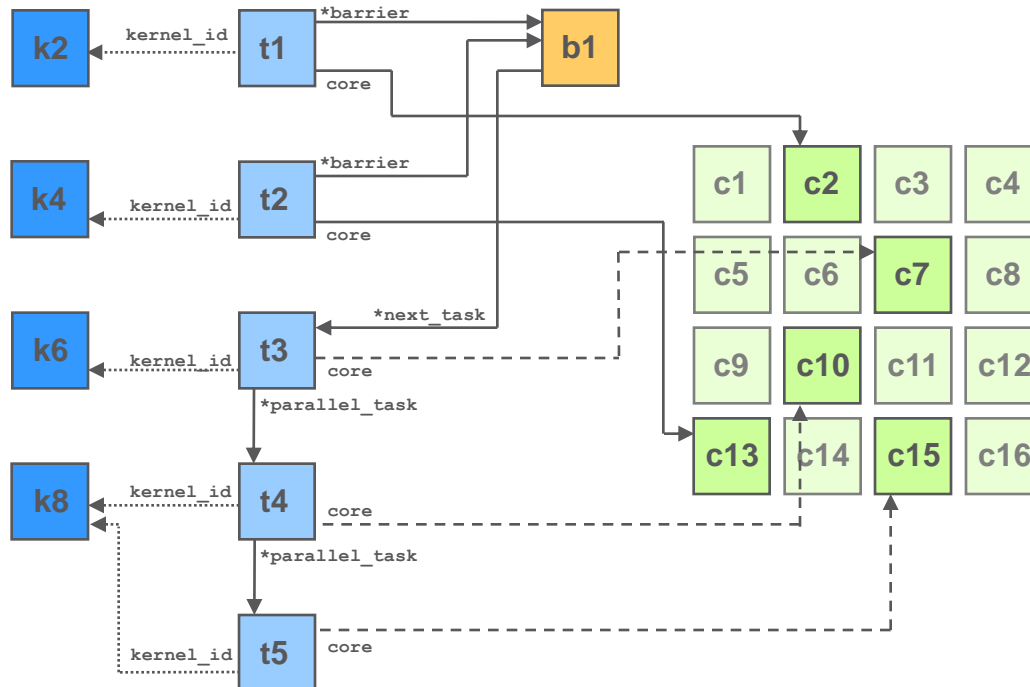 k2
kernel_id
t1
*barrier
core
b1
k4
kernel_id
t2
*barrier
core
c1 c2 c3 c4
c5 c6 c7 c8
c9 c10 c11 c12
c13 c14 c15 c16
*next_task
k6
kernel_id
t3
core
*parallel_task
k8
kernel_id
t4
core
*parallel_task
kernel_id
t5
core